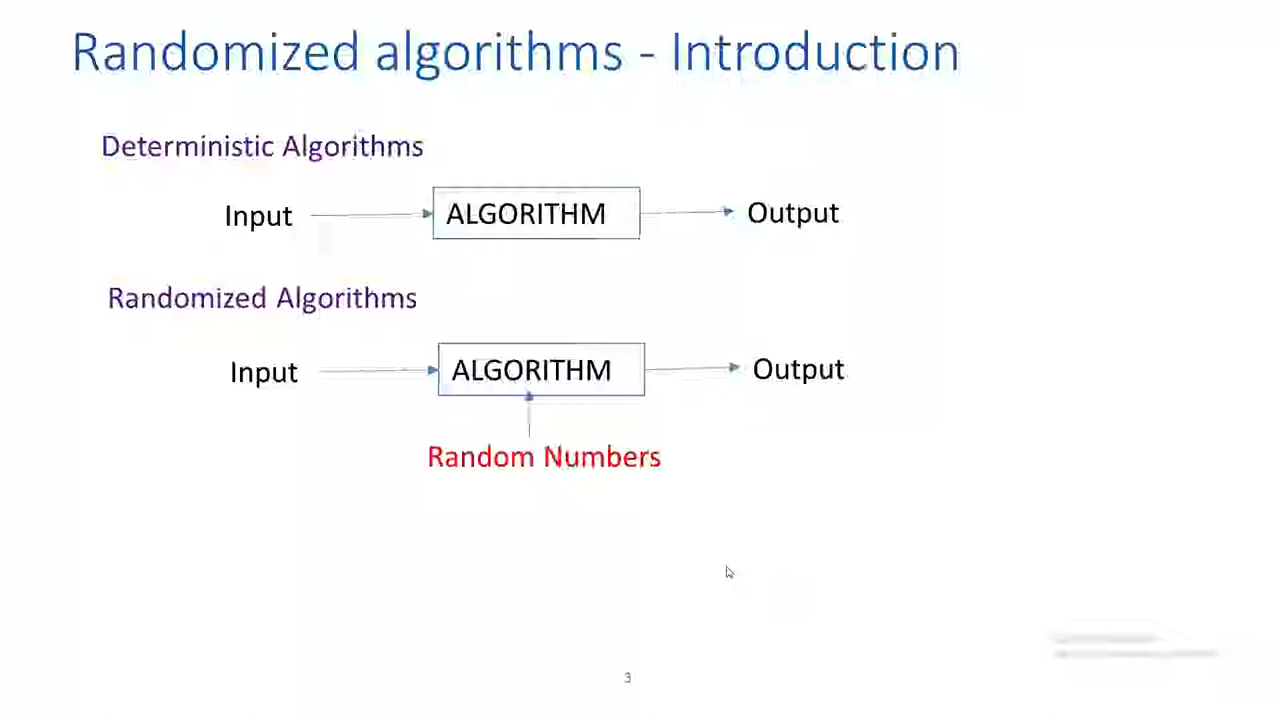 Randomized algorithms - Introduction
Deterministic Algorithms
Input ALGORITHM Output
Randomized Algorithms
Input ALGORITHM Output
Random Numbers
3